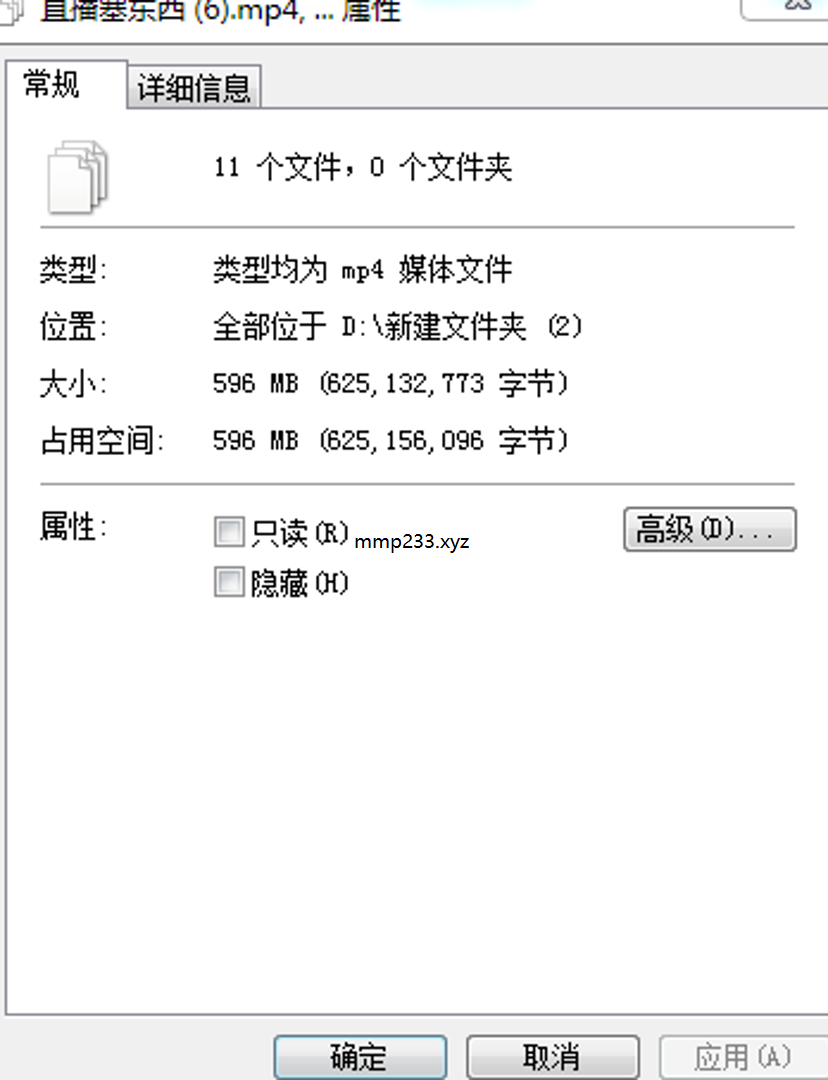 直播塞东西 (6).mp4, ... 属性
常规
详细信息
11 个文件，0 个文件夹
类型: 类型均为 mp4 媒体文件
位置: 全部位于 D:\新建文件夹 (2)
大小: 596 MB (625,132,773 字节)
占用空间: 596 MB (625,156,096 字节)
属性: 只读(R) mmp233.xyz 高级(D)...
隐藏(H)
确定 取消 应用(A)